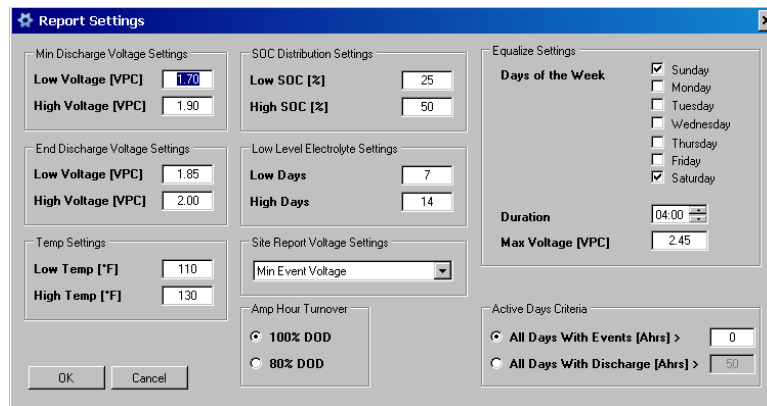 Report Settings
Min Discharge Voltage Settings
Low Voltage [VPC] 1.70
High Voltage [VPC] 1.90
End Discharge Voltage Settings
Low Voltage [VPC] 1.85
High Voltage [VPC] 2.00
Temp Settings
Low Temp [*F] 110
High Temp [*F] 130
OK Cancel
SOC Distribution Settings
Low SOC [%] 25
High SOC [%] 50
Low Level Electrolyte Settings
Low Days 7
High Days 14
Site Report Voltage Settings
Min Event Voltage
Amp Hour Turnover
100% DOD
80% DOD
Equalize Settings
Days of the Week Sunday
Monday
Tuesday
Wednesday
Thursday
Friday
Saturday
Duration 04:00
Max Voltage [VPC] 2.45
Active Days Criteria
All Days With Events [Ahrs] > 0
All Days With Discharge [Ahrs] > 50